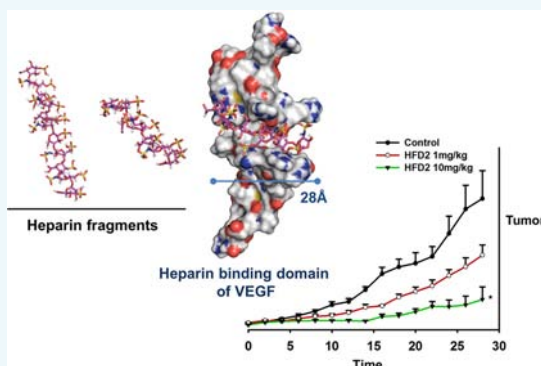 Heparin fragments
28Å
Heparin binding domain
of VEGF
Control
HFD2 1mg/kg
HFD2 10mg/kg
Tumor
*
0 5 10 15 20 25 30
Time